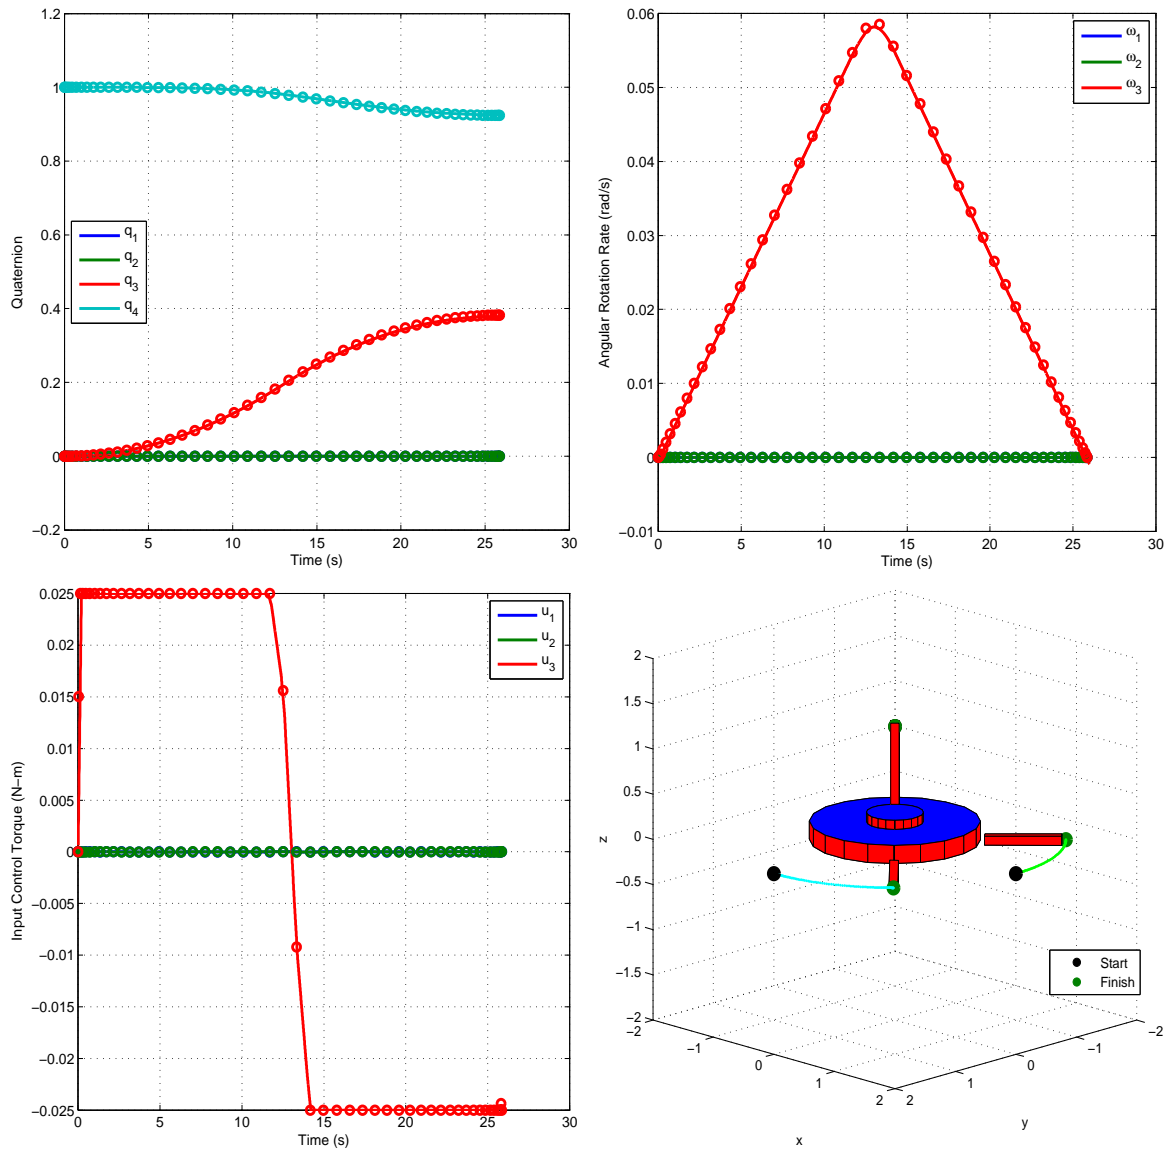 1.2
1
0.8
0.6
0.4
0.2
0
−0.2
Quaternion
q1
q2
q3
q4
0 5 10 15 20 25 30
Time (s)
0.06
0.05
0.04
0.03
0.02
0.01
0
−0.01
Angular Rotation Rate (rad/s)
ω1
ω2
ω3
0 5 10 15 20 25 30
Time (s)
0.025
0.02
0.015
0.01
0.005
0
−0.005
−0.01
−0.015
−0.02
−0.025
Input Control Torque (N−m)
u1
u2
u3
0 5 10 15 20 25 30
Time (s)
2
1.5
1
0.5
0
−0.5
−1
−1.5
−2
z
−2
−1
0
1
2
x
2
1
0
−1
−2
y
Start
Finish